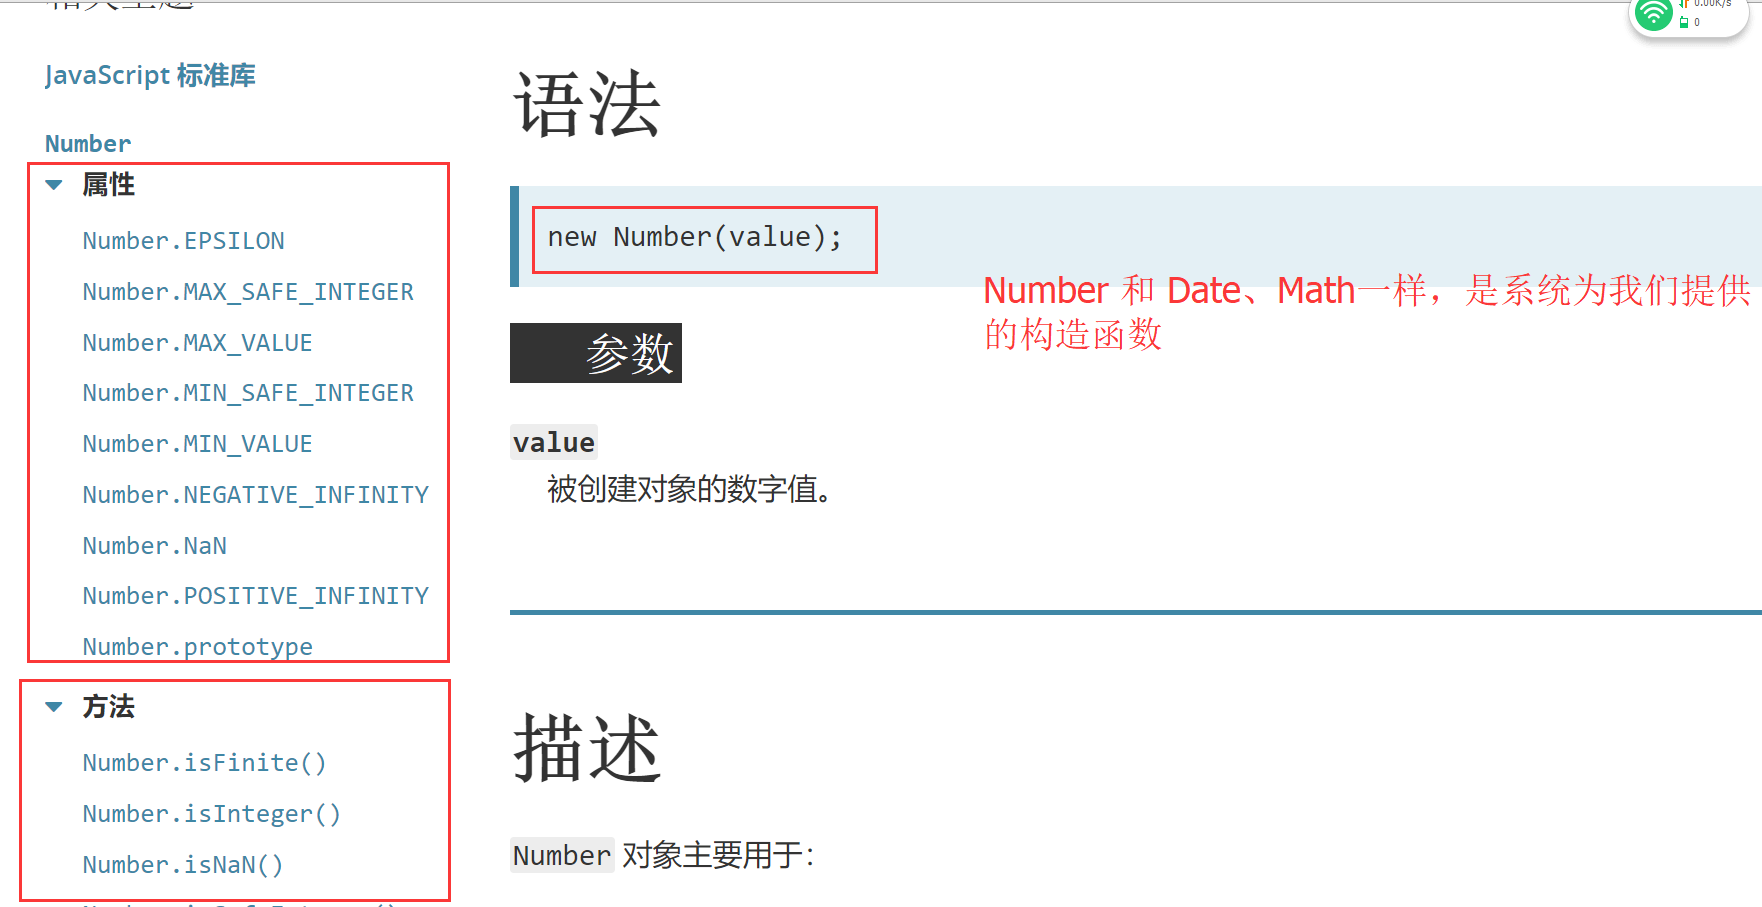 JavaScript 标准库
Number
属性
Number.EPSILON
Number.MAX_SAFE_INTEGER
Number.MAX_VALUE
Number.MIN_SAFE_INTEGER
Number.MIN_VALUE
Number.NEGATIVE_INFINITY
Number.NaN
Number.POSITIVE_INFINITY
Number.prototype
方法
Number.isFinite()
Number.isInteger()
Number.isNaN()
语法
new Number(value);
Number 和 Date、Math一样，是系统为我们提供
的构造函数
参数
value
被创建对象的数字值。
描述
Number 对象主要用于：
0.00K/s
0